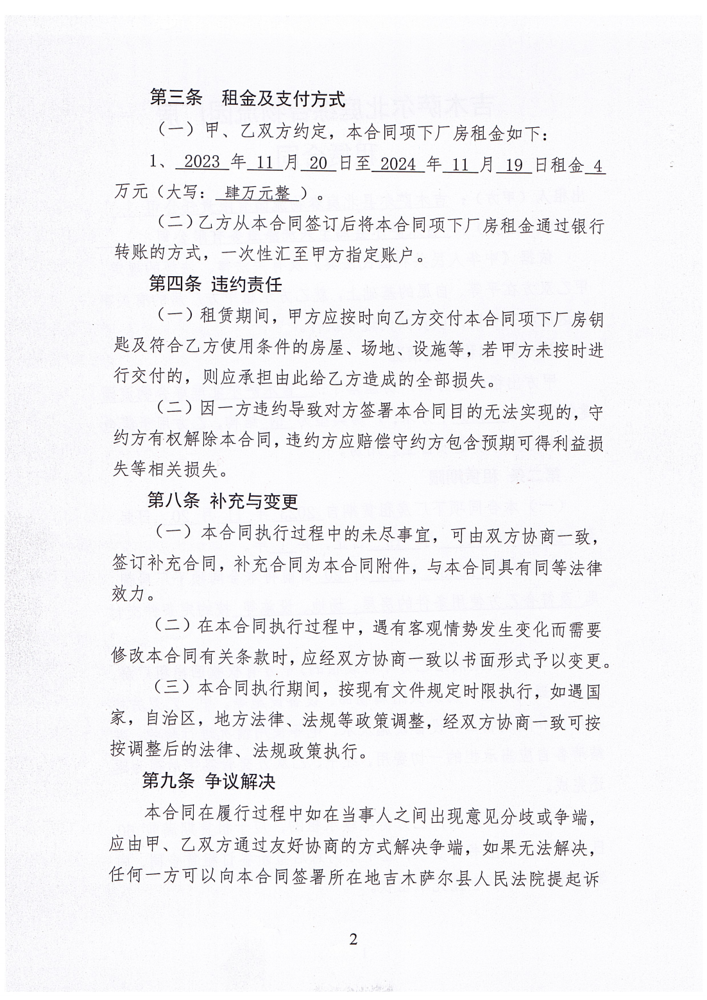 第三条 租金及支付方式
（一）甲、乙双方约定，本合同项下厂房租金如下：
1、 2023 年 11 月 20 日至 2024 年 11 月 19 日租金 4
万元（大写： 肆万元整 ）。
（二）乙方从本合同签订后将本合同项下厂房租金通过银行
转账的方式，一次性汇至甲方指定账户。
第四条 违约责任
（一）租赁期间，甲方应按时向乙方交付本合同项下厂房钥
匙及符合乙方使用条件的房屋、场地、设施等，若甲方未按时进
行交付的，则应承担由此给乙方造成的全部损失。
（二）因一方违约导致对方签署本合同目的无法实现的，守
约方有权解除本合同，违约方应赔偿守约方包含预期可得利益损
失等相关损失。
第八条 补充与变更
（一）本合同执行过程中的未尽事宜，可由双方协商一致，
签订补充合同，补充合同为本合同附件，与本合同具有同等法律
效力。
（二）在本合同执行过程中，遇有客观情势发生变化而需要
修改本合同有关条款时，应经双方协商一致以书面形式予以变更。
（三）本合同执行期间，按现有文件规定时限执行，如遇国
家，自治区，地方法律、法规等政策调整，经双方协商一致可按
按调整后的法律、法规政策执行。
第九条 争议解决
本合同在履行过程中如在当事人之间出现意见分歧或争端，
应由甲、乙双方通过友好协商的方式解决争端，如果无法解决，
任何一方可以向本合同签署所在地吉木萨尔县人民法院提起诉
2